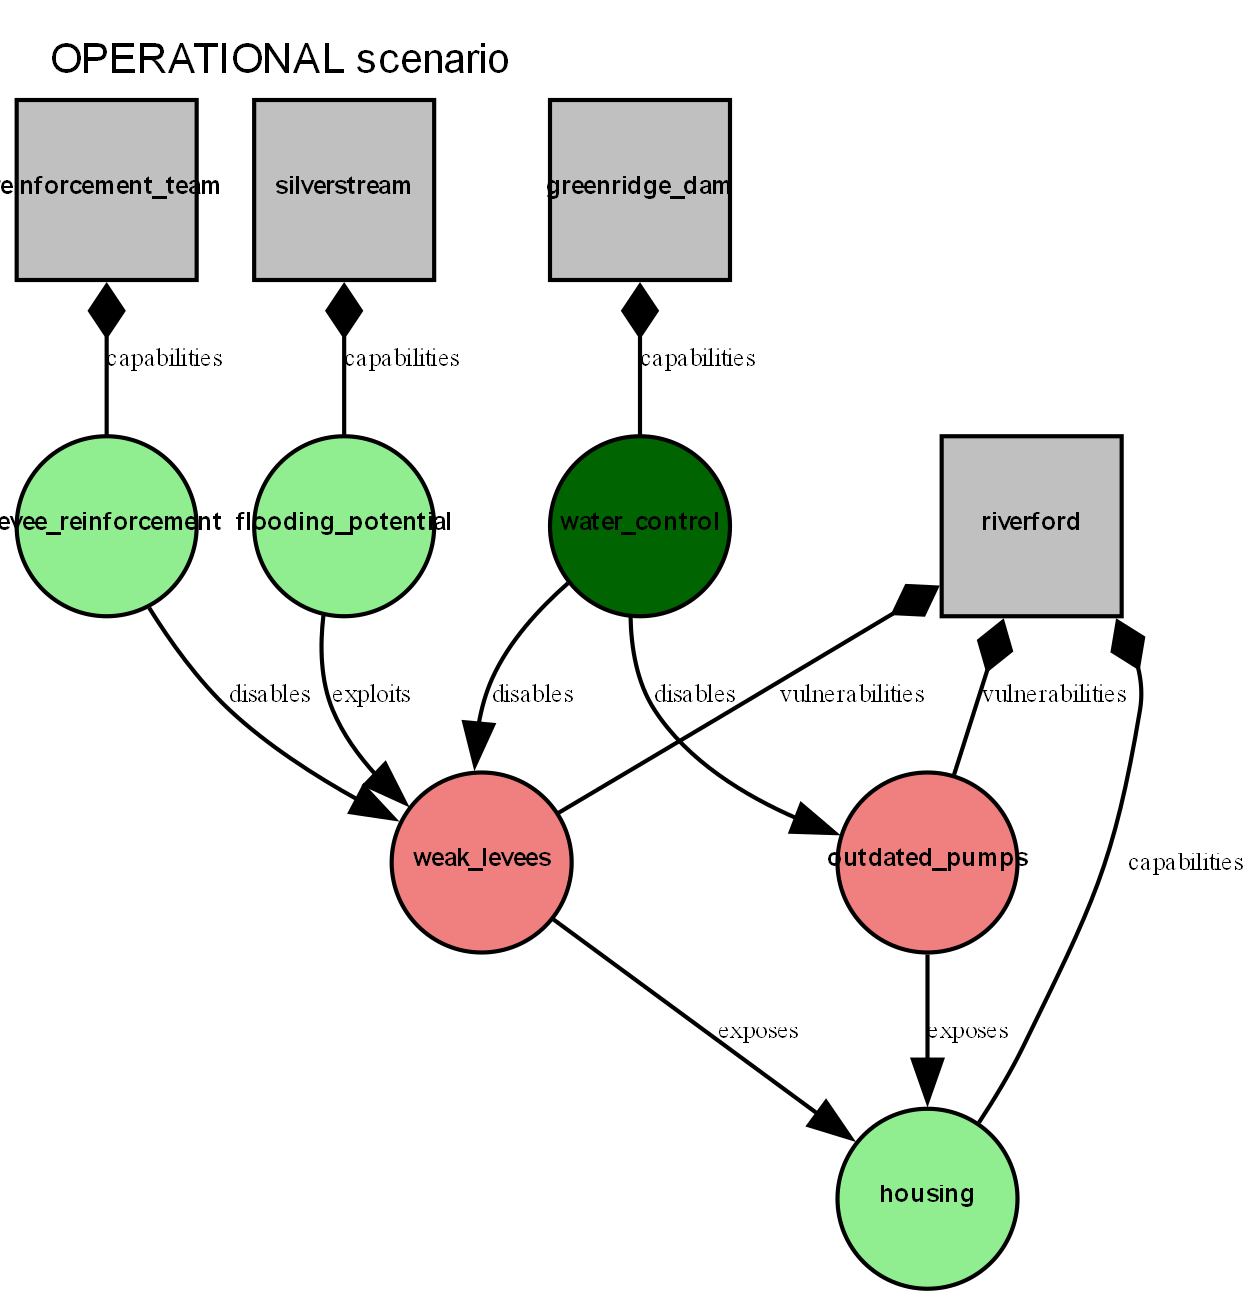 OPERATIONAL scenario
reinforcement_team
silverstream
greenridge_dam
capabilities
capabilities
capabilities
evee_reinforcement
flooding_potential
water_control
riverford
disables
exploits
disables
disables
vulnerabilities
vulnerabilities
weak_levees
outdated_pumps
capabilities
exposes
exposes
housing